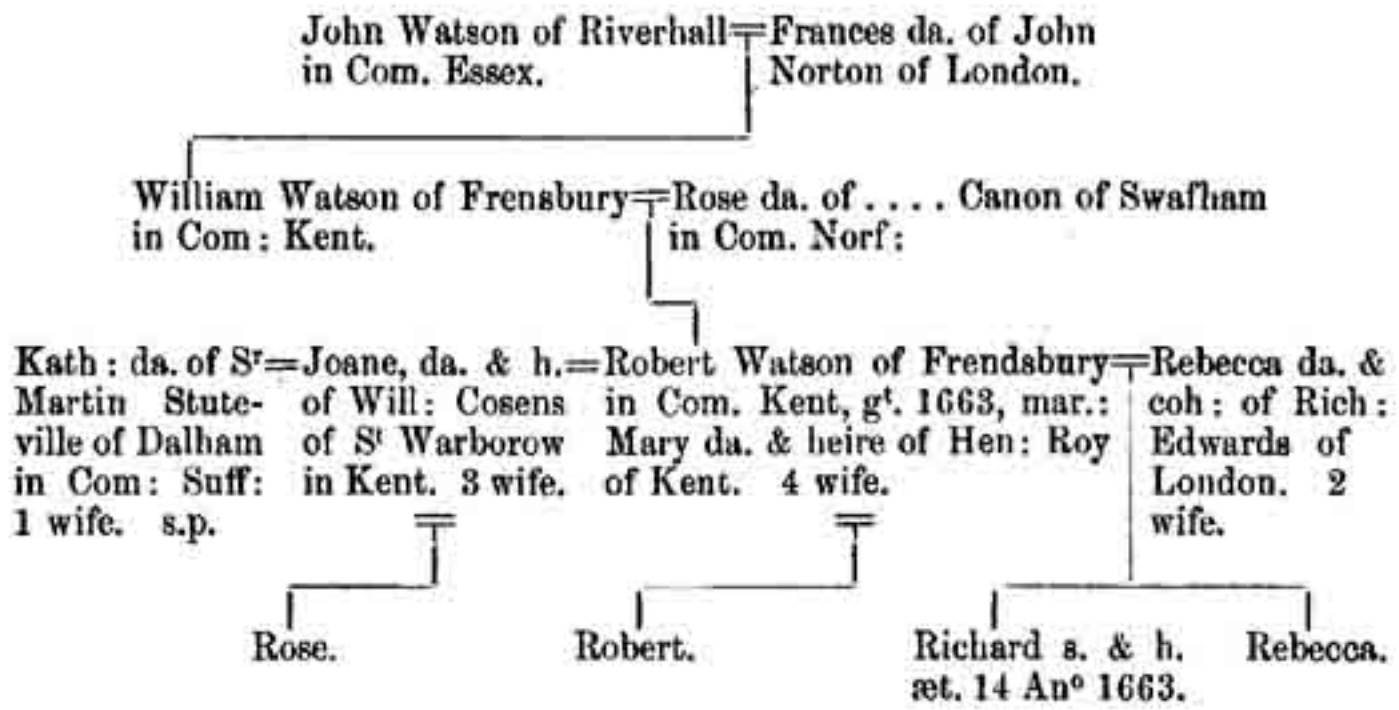 John Watson of Riverhall=Frances da. of John
in Com. Essex. Norton of London.
William Watson of Frensbury=Rose da. of .... Canon of Swafham
in Com: Kent. in Com. Norf:
Kath: da. of Sʳ=Joane, da. & h.=Robert Watson of Frendsbury=Rebecca da. &
Martin Stute- of Will: Cosens in Com. Kent, gᵗ. 1663, mar.: coh: of Rich:
ville of Dalham of Sᵗ Warborow Mary da. & heire of Hen: Roy Edwards of
in Com: Suff: in Kent. 3 wife. of Kent. 4 wife. London. 2
1 wife. s.p. wife.
Rose. Robert. Richard s. & h. Rebecca.
æt. 14 Anᵒ 1663.